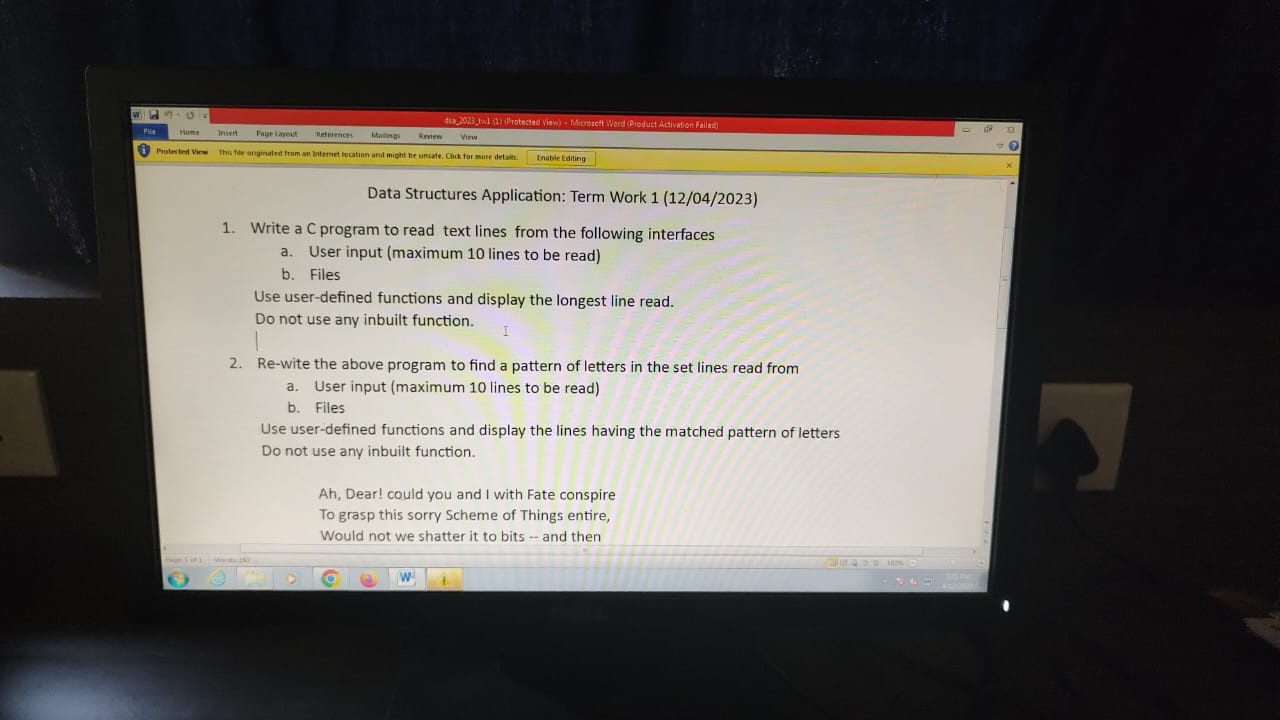 dsa_2023_tw1 (1) (Protected View) - Microsoft Word (Product Activation Failed)
File Home Insert Page Layout References Mailings Review View
Protected View This file originated from an Internet location and might be unsafe. Click for more details. Enable Editing
Data Structures Application: Term Work 1 (12/04/2023)
1. Write a C program to read text lines from the following interfaces
a. User input (maximum 10 lines to be read)
b. Files
Use user-defined functions and display the longest line read.
Do not use any inbuilt function.
2. Re-wite the above program to find a pattern of letters in the set lines read from
a. User input (maximum 10 lines to be read)
b. Files
Use user-defined functions and display the lines having the matched pattern of letters
Do not use any inbuilt function.
Ah, Dear! could you and I with Fate conspire
To grasp this sorry Scheme of Things entire,
Would not we shatter it to bits -- and then
Page: 1 of 1 Words: